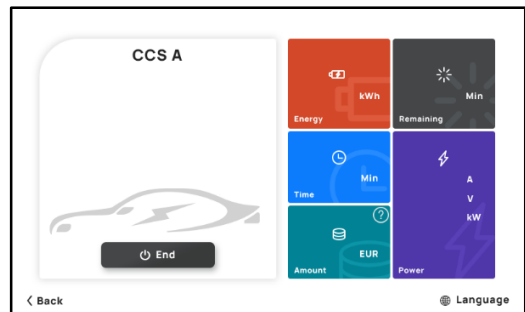 CCS A
End
kWh
Energy
Min
Remaining
Min
Time
?
EUR
Amount
A
V
kW
Power
Back
Language